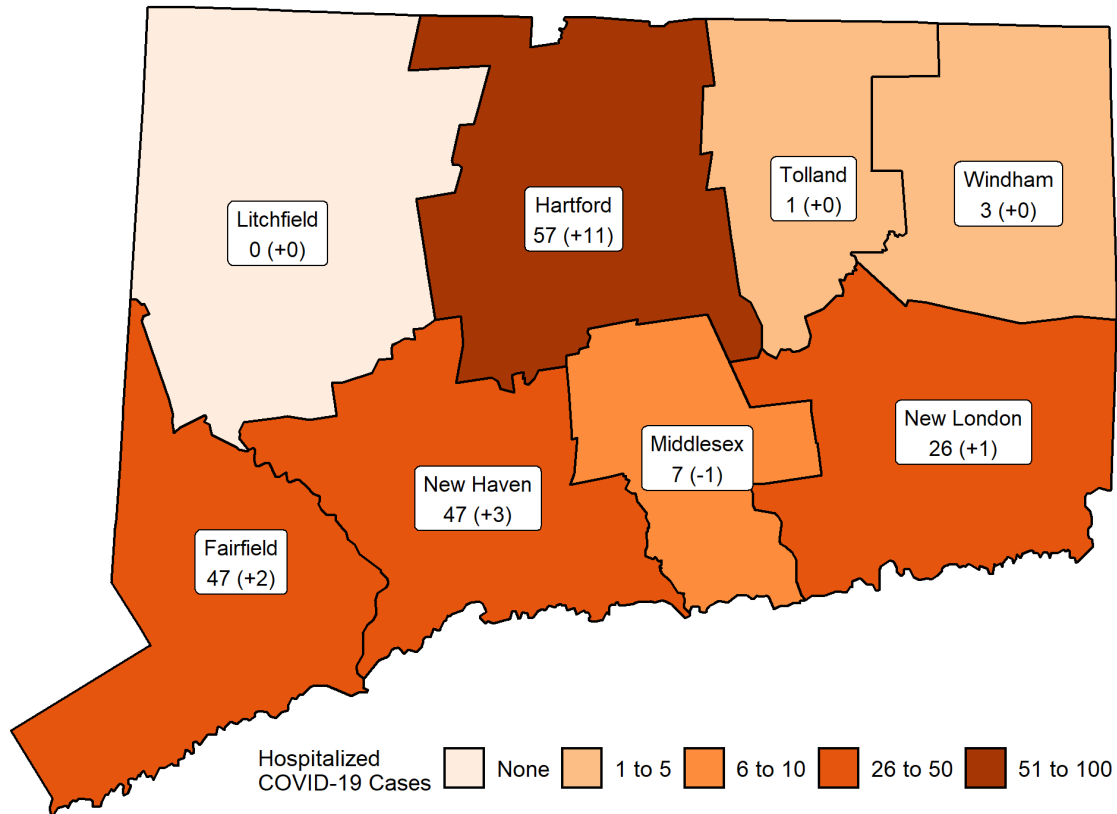 Tolland
1 (+0)
Windham
3 (+0)
Hartford
57 (+11)
Litchfield
0 (+0)
New London
26 (+1)
Middlesex
7 (-1)
New Haven
47 (+3)
Fairfield
47 (+2)
Hospitalized
COVID-19 Cases
None
1 to 5
6 to 10
26 to 50
51 to 100